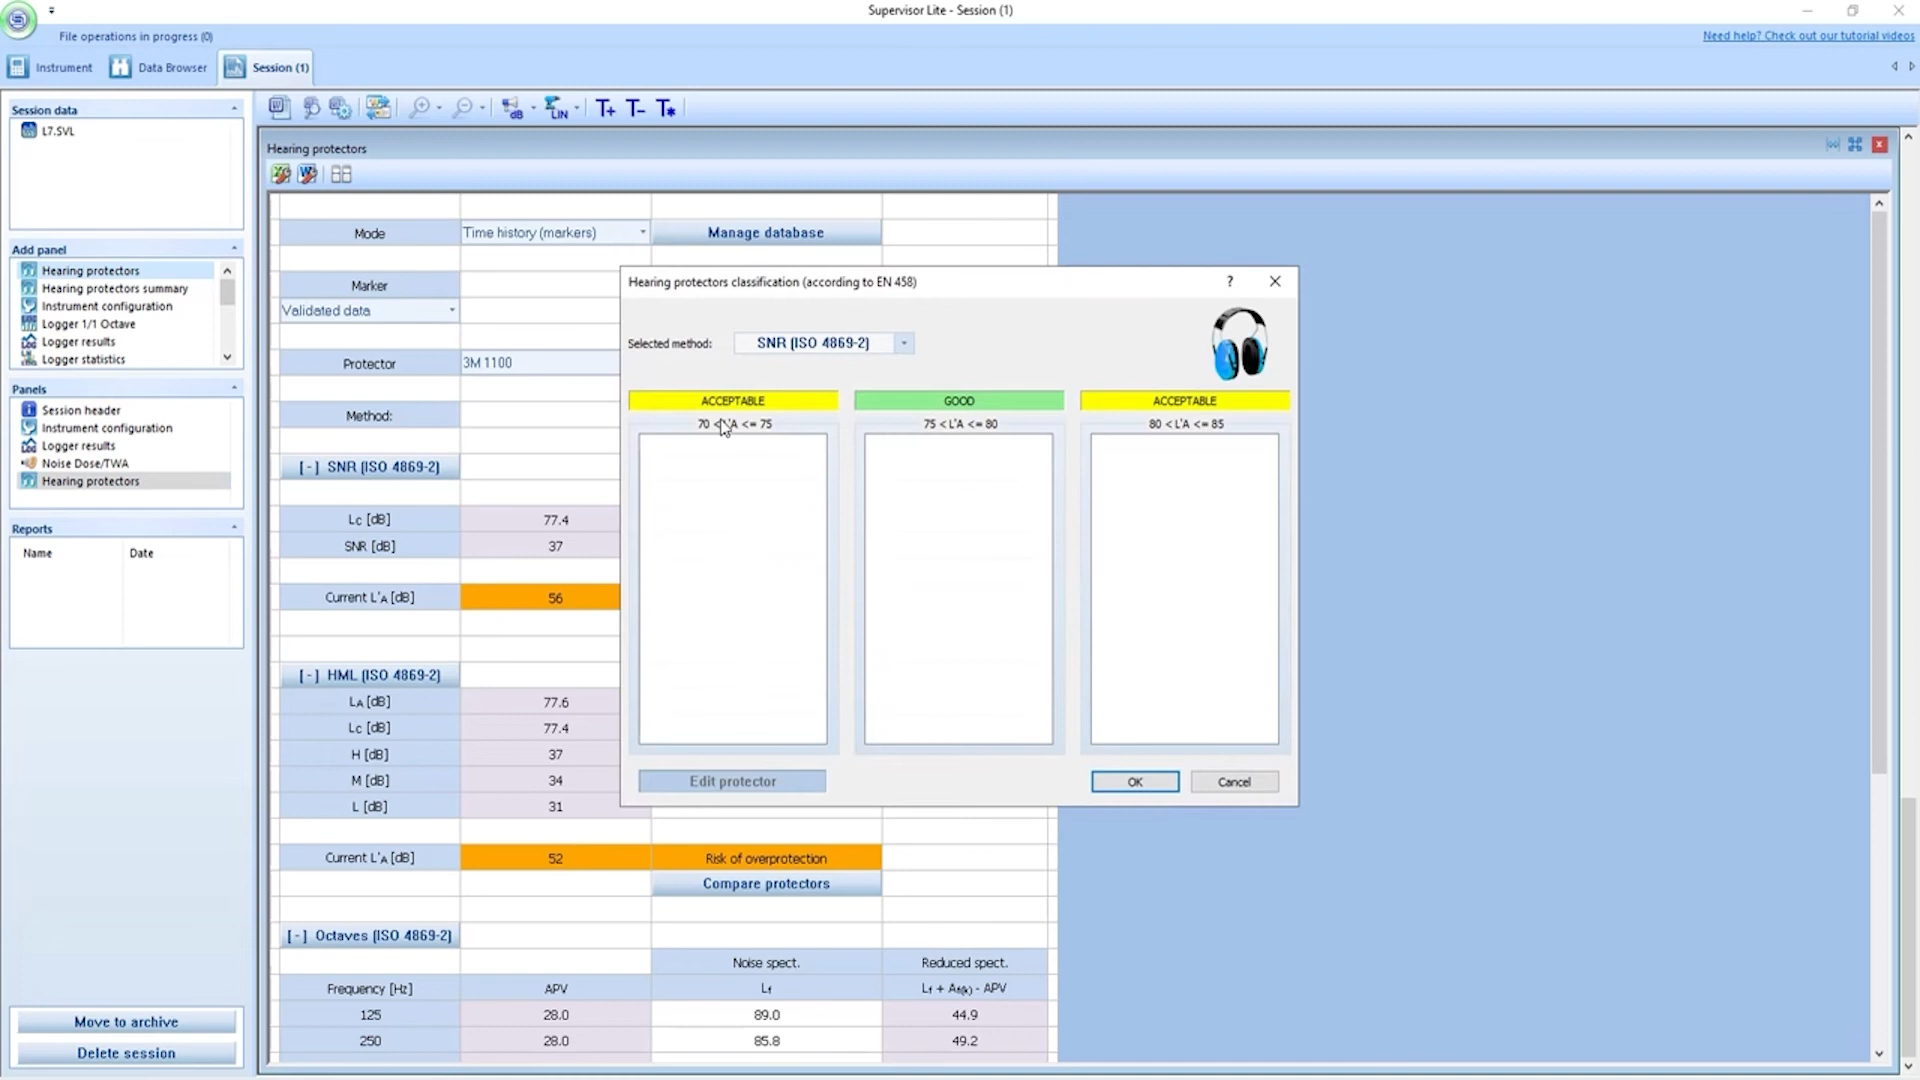 Supervisor Lite - Session (1)
File operations in progress (0)
Need help? Check out our tutorial videos
Instrument
Data Browser
Session (1)
Session data
L7.SVL
Add panel
Hearing protectors
Hearing protectors summary
Instrument configuration
Logger 1/1 Octave
Logger results
Logger statistics
Panels
Session header
Instrument configuration
Logger results
Noise Dose/TWA
Hearing protectors
Reports
Name Date
Move to archive
Delete session
dB LIN T+ T- T*
Hearing protectors
Mode Time history (markers) Manage database
Marker
Validated data
Protector 3M 1100
Method:
[-] SNR (ISO 4869-2)
LC [dB] 77.4
SNR [dB] 37
Current L'A [dB] 56
[-] HML (ISO 4869-2)
LA [dB] 77.6
LC [dB] 77.4
H [dB] 37
M [dB] 34
L [dB] 31
Current L'A [dB] 52 Risk of overprotection
Compare protectors
[-] Octaves (ISO 4869-2)
Noise spect. Reduced spect.
Frequency [Hz] APV Lf Lf + Af(k) - APV
125 28.0 89.0 44.9
250 28.0 85.8 49.2
Hearing protectors classification (according to EN 458)
?
Selected method: SNR (ISO 4869-2)
ACCEPTABLE GOOD ACCEPTABLE
70 < L'A <= 75 75 < L'A <= 80 80 < L'A <= 85
Edit protector OK Cancel